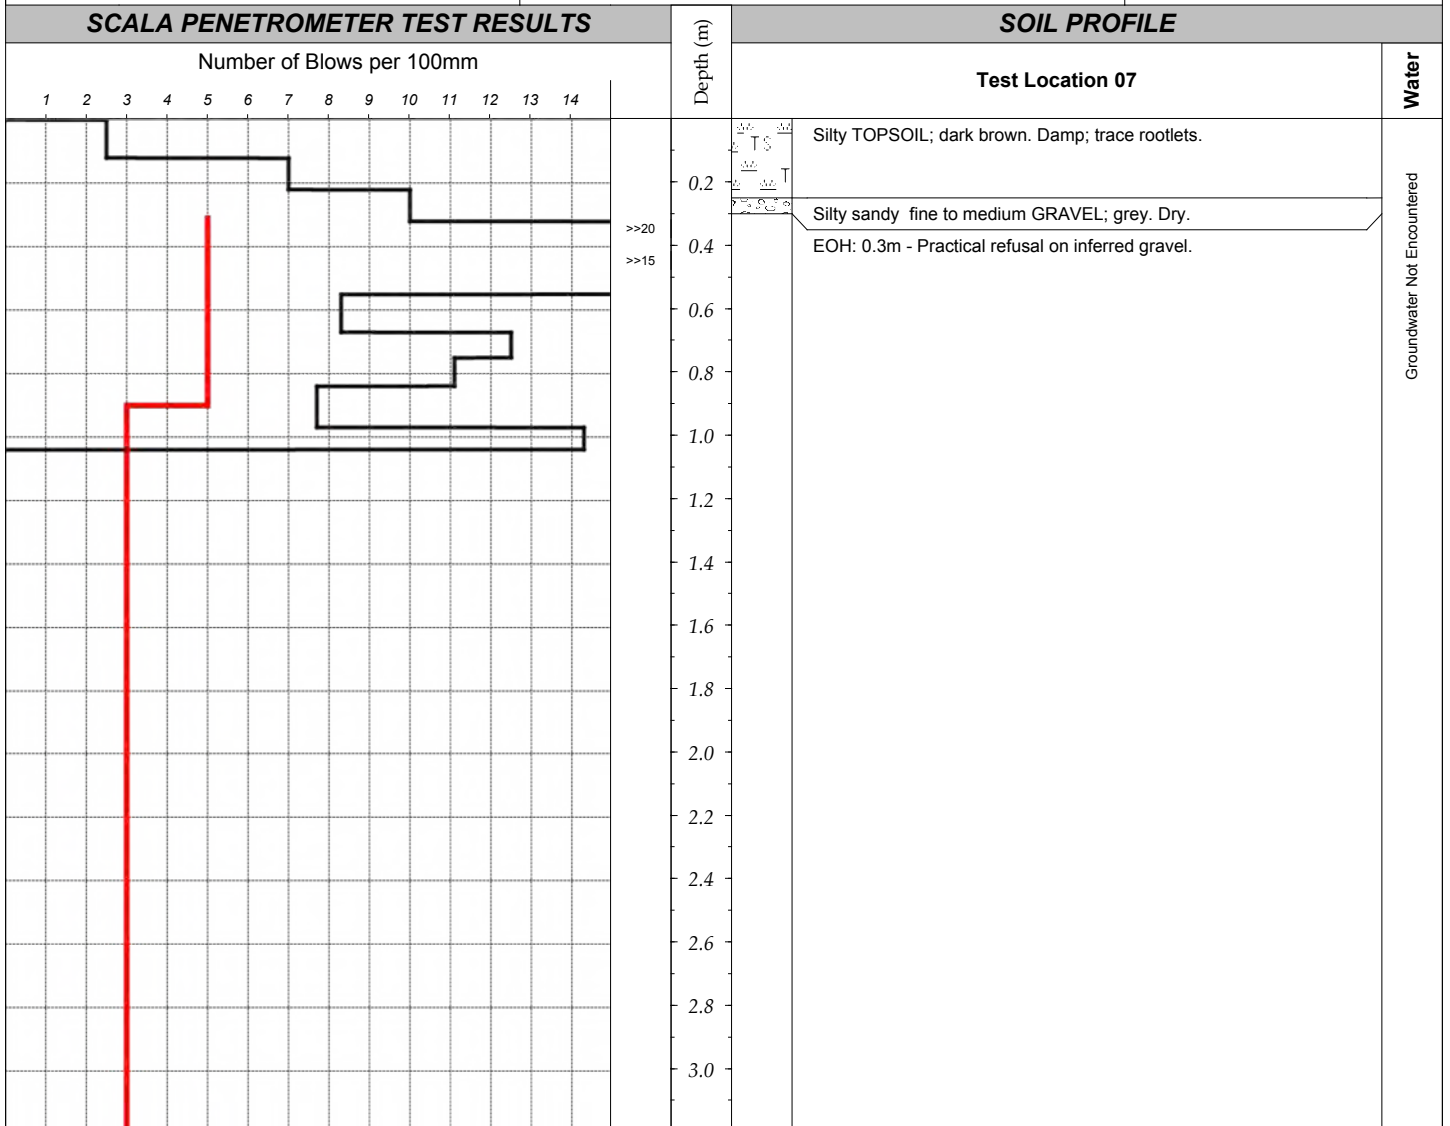 SCALA PENETROMETER TEST RESULTS
Number of Blows per 100mm
1 2 3 4 5 6 7 8 9 10 11 12 13 14
Depth (m)
SOIL PROFILE
Test Location 07
Water
>>20
>>15
0.2
0.4
0.6
0.8
1.0
1.2
1.4
1.6
1.8
2.0
2.2
2.4
2.6
2.8
3.0
TS
T
Silty TOPSOIL; dark brown. Damp; trace rootlets.
Silty sandy fine to medium GRAVEL; grey. Dry.
EOH: 0.3m - Practical refusal on inferred gravel.
Groundwater Not Encountered